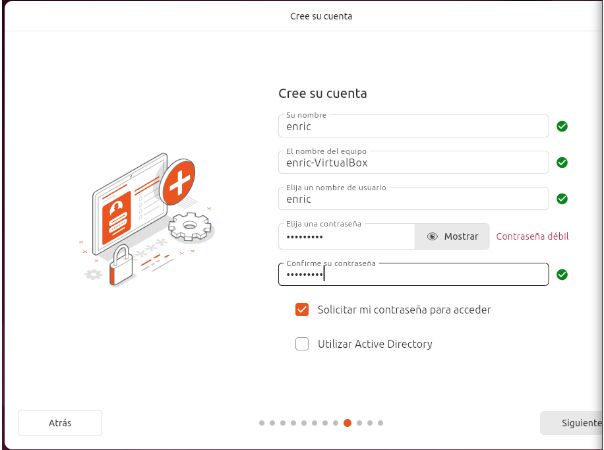 Cree su cuenta
Cree su cuenta
Su nombre
enric
El nombre del equipo
enric-VirtualBox
Elija un nombre de usuario
enric
Elija una contraseña
••••••••• Mostrar Contraseña débil
Confirme su contraseña
•••••••••
Solicitar mi contraseña para acceder
Utilizar Active Directory
Atrás Siguiente